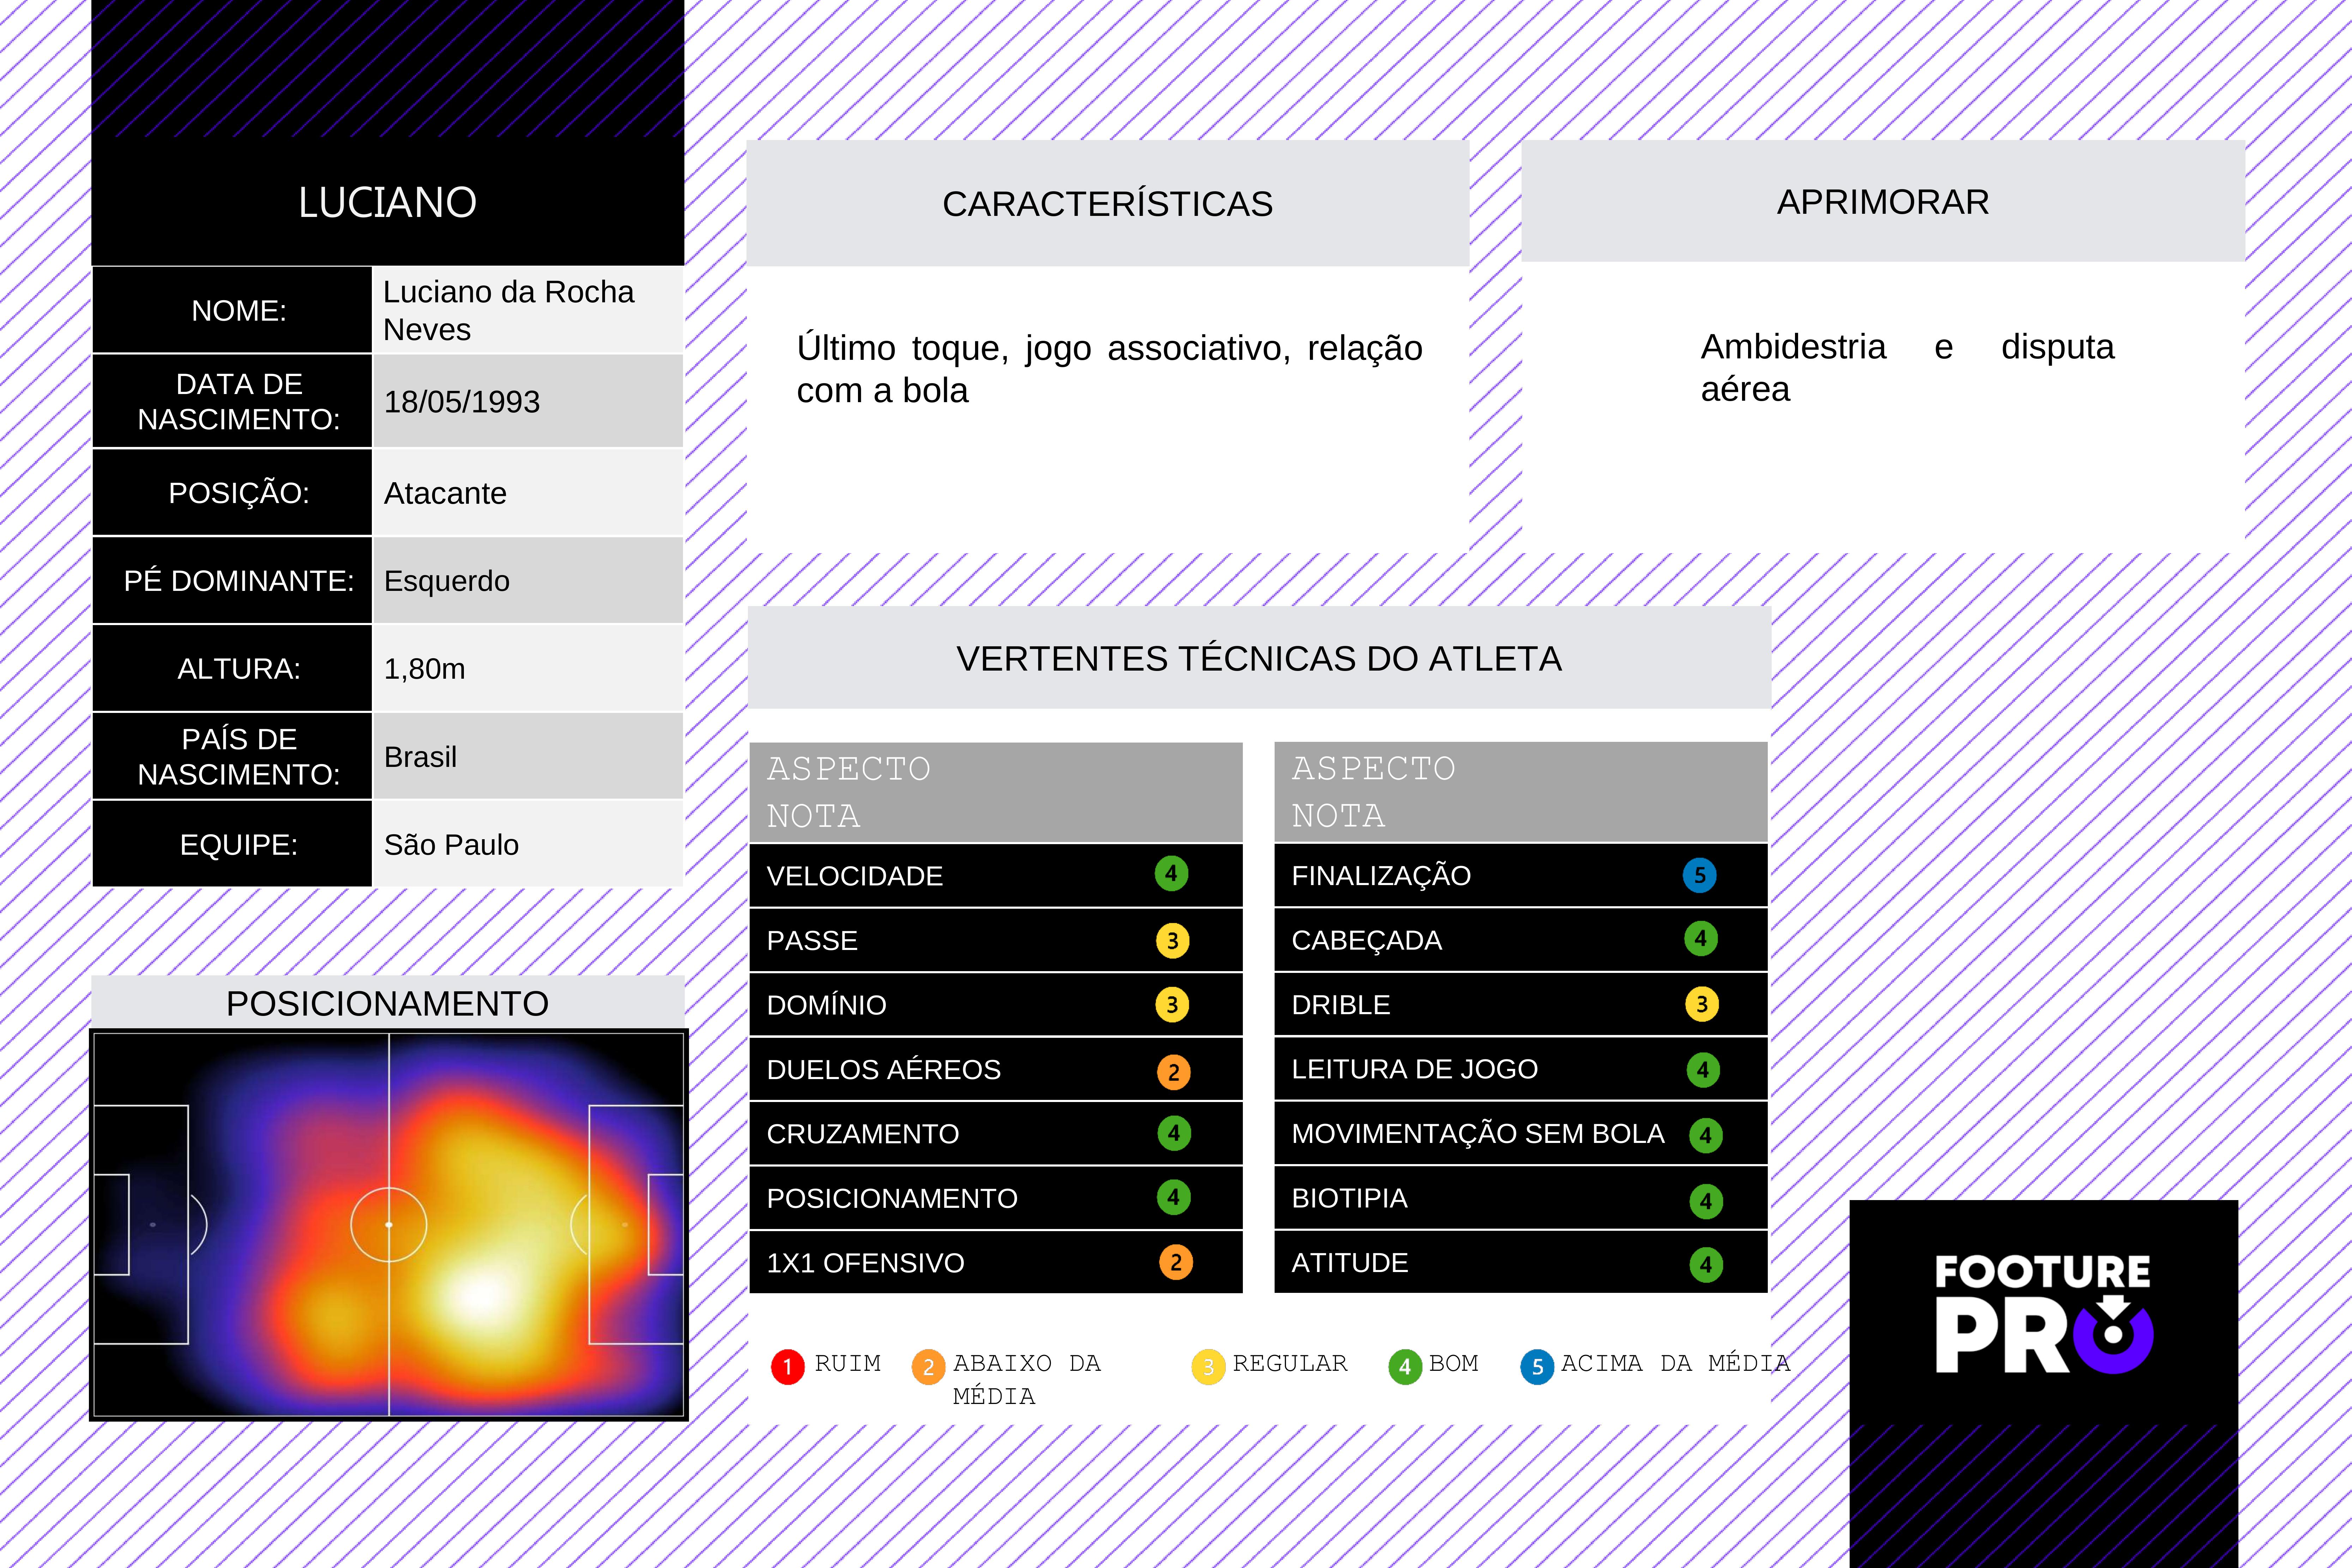 LUCIANO
NOME:
Luciano da Rocha
Neves
DATA DE
NASCIMENTO:
18/05/1993
POSIÇÃO:
Atacante
PÉ DOMINANTE:
Esquerdo
ALTURA:
1,80m
PAÍS DE
NASCIMENTO:
Brasil
EQUIPE:
São Paulo
POSICIONAMENTO
CARACTERÍSTICAS
Último toque, jogo associativo, relação
com a bola
APRIMORAR
Ambidestria e disputa
aérea
VERTENTES TÉCNICAS DO ATLETA
ASPECTO
NOTA
VELOCIDADE 4
PASSE 3
DOMÍNIO 3
DUELOS AÉREOS 2
CRUZAMENTO 4
POSICIONAMENTO 4
1X1 OFENSIVO 2
ASPECTO
NOTA
FINALIZAÇÃO 5
CABEÇADA 4
DRIBLE 3
LEITURA DE JOGO 4
MOVIMENTAÇÃO SEM BOLA 4
BIOTIPIA 4
ATITUDE 4
1 RUIM
2 ABAIXO DA
MÉDIA
3 REGULAR
4 BOM
5 ACIMA DA MÉDIA
FOOTURE
PRO